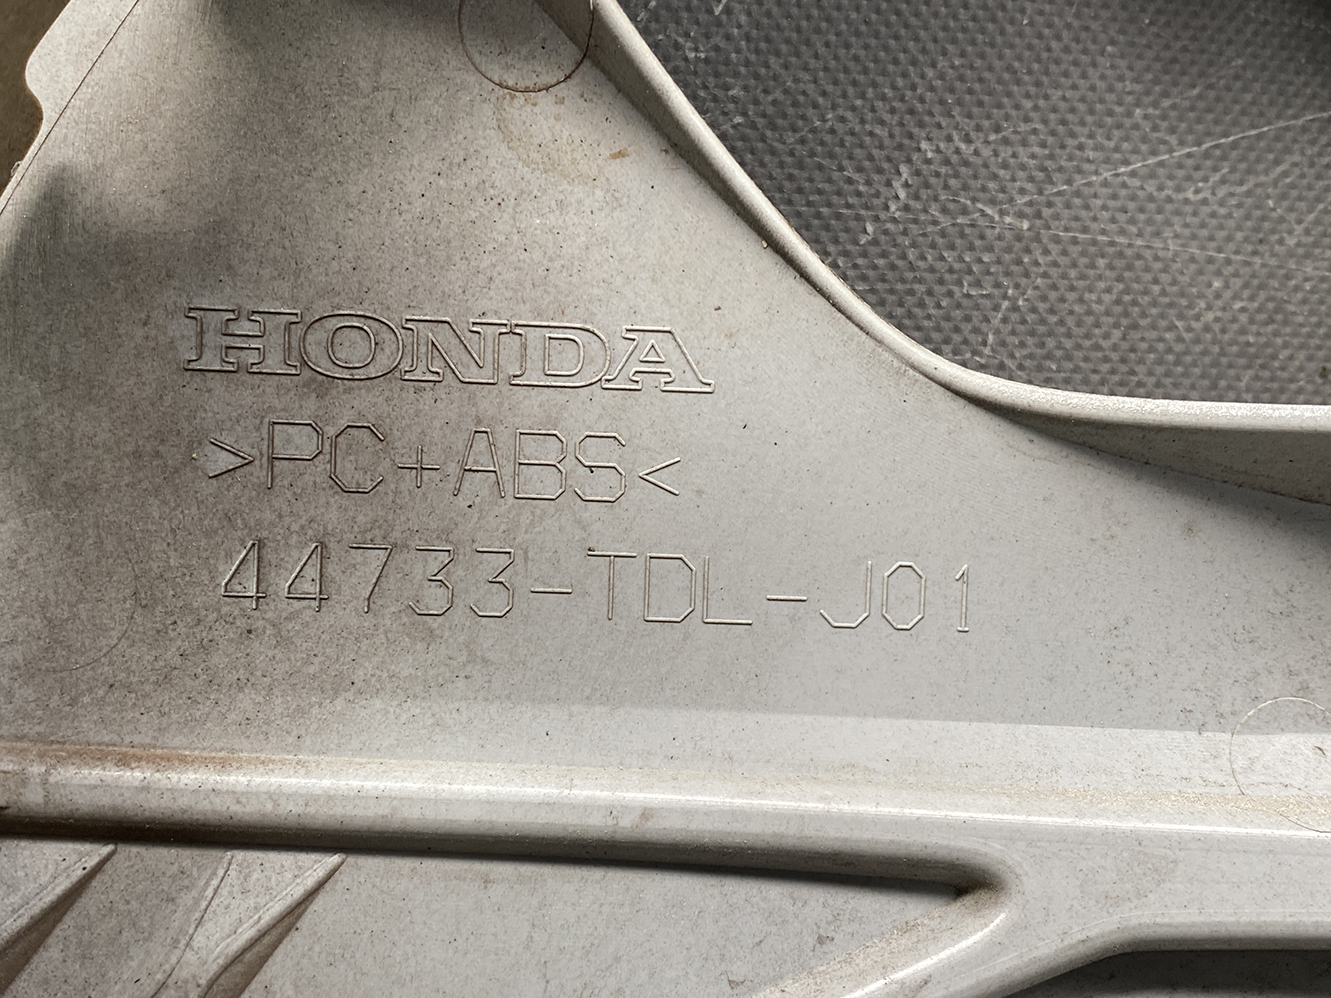 HONDA
>PC+ABS<
44733-TDL-J01